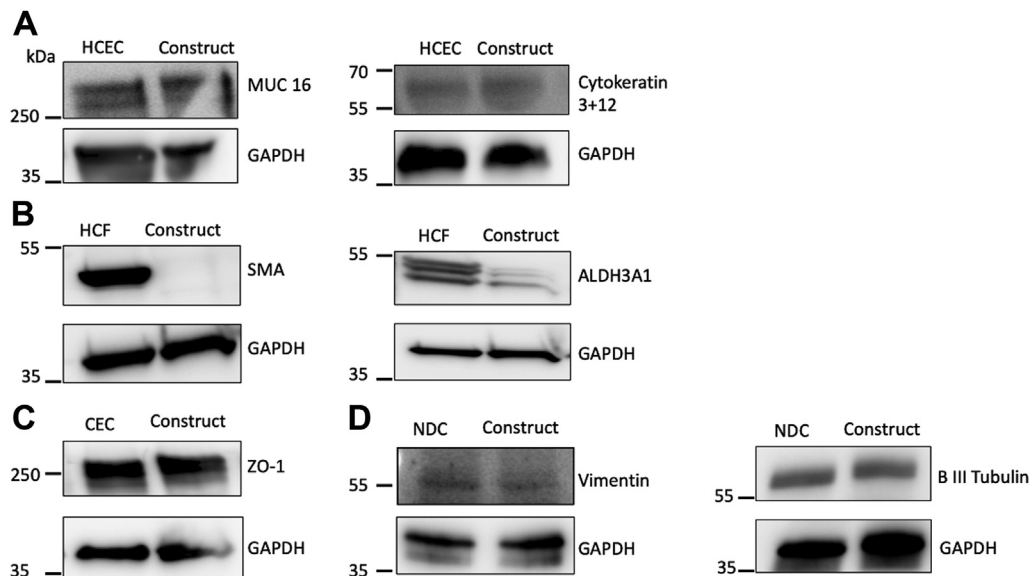 A
kDa
HCEC Construct
MUC 16
250
GAPDH
35
HCEC Construct
70
Cytokeratin
3+12
55
GAPDH
35
B
HCF Construct
55
SMA
GAPDH
35
HCF Construct
55
ALDH3A1
GAPDH
35
C
CEC Construct
250
ZO-1
GAPDH
35
D
NDC Construct
55
Vimentin
GAPDH
35
NDC Construct
B III Tubulin
55
GAPDH
35